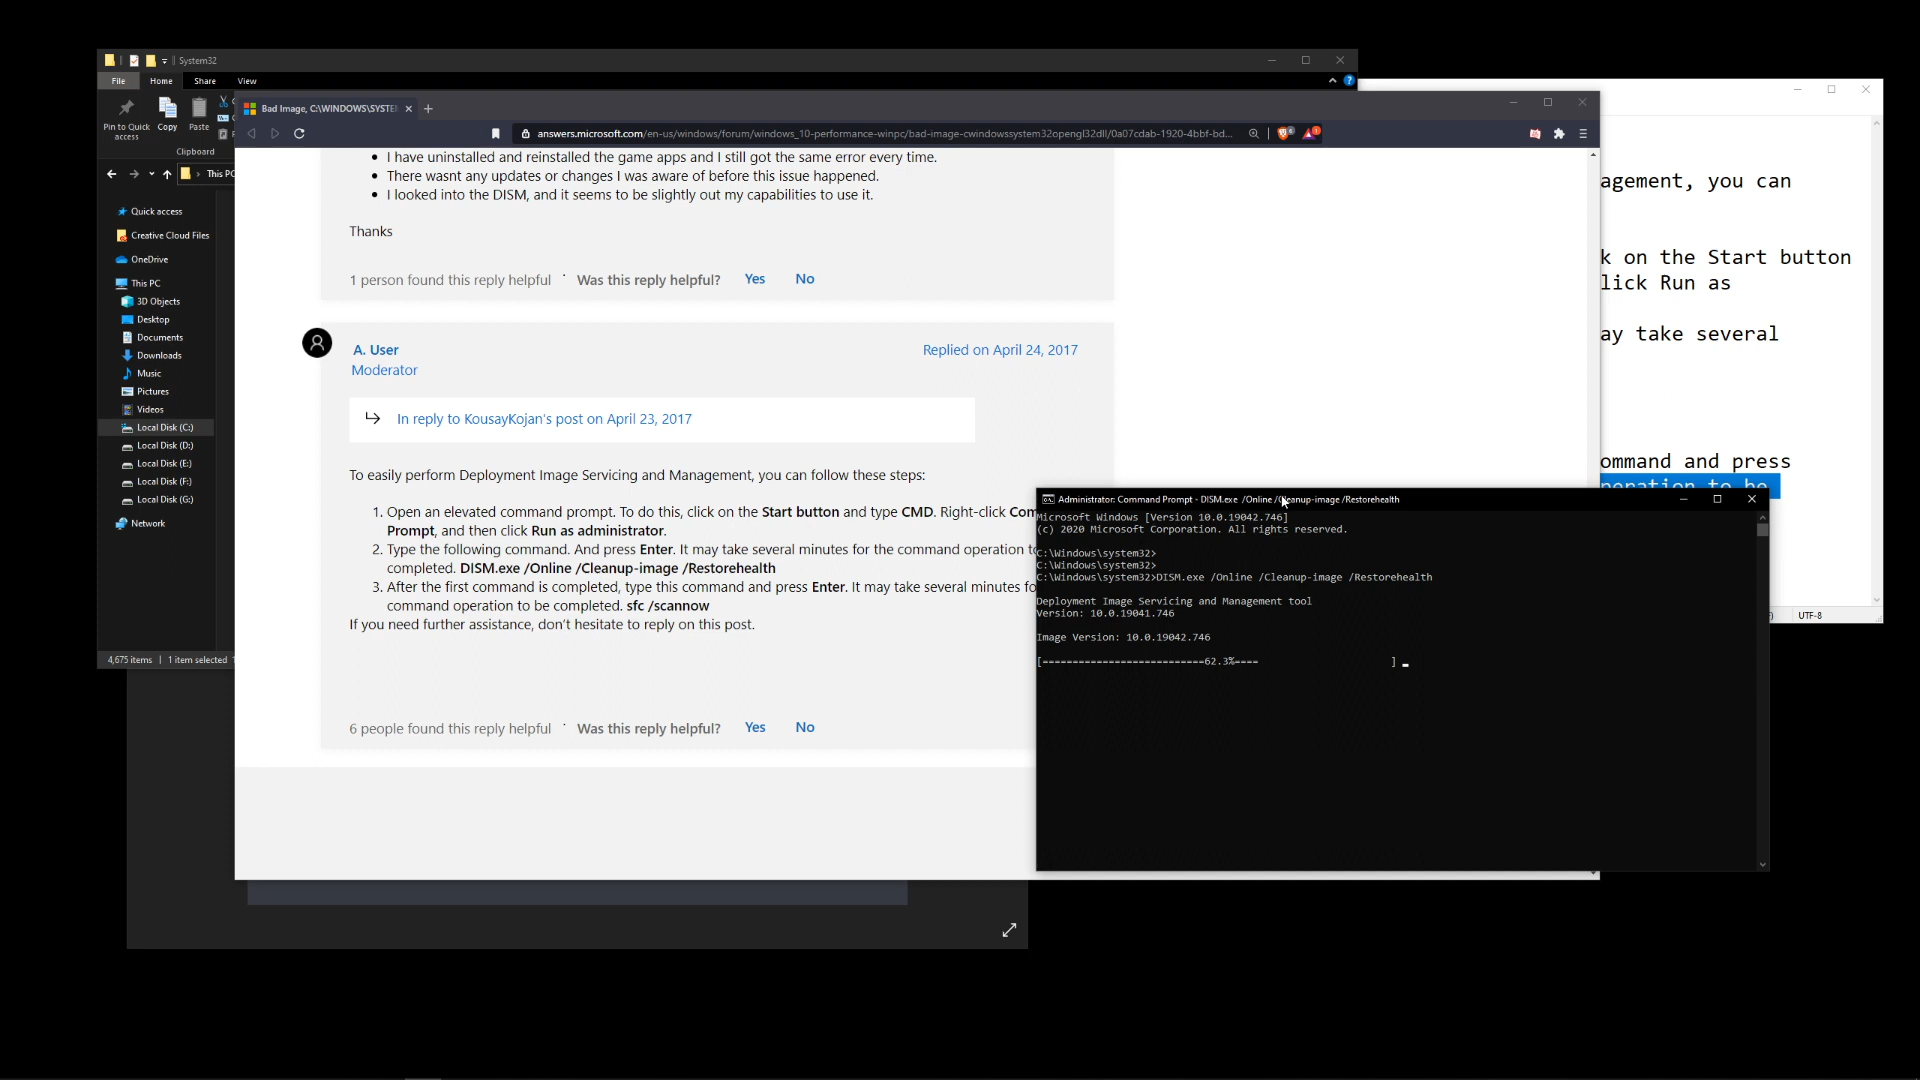 System32
File
Home
Share
View
Pin to Quick
access
Copy
Paste
Clipboard
This PC
Quick access
Creative Cloud Files
OneDrive
This PC
3D Objects
Desktop
Documents
Downloads
Music
Pictures
Videos
Local Disk (C:)
Local Disk (D:)
Local Disk (E:)
Local Disk (F:)
Local Disk (G:)
Network
4,675 items
1 item selected
Bad Image, C:\WINDOWS\SYSTE
answers.microsoft.com/en-us/windows/forum/windows_10-performance-winpc/bad-image-cwindowssystem32opengl32dll/0a07cdab-1920-4bbf-bd...
I have uninstalled and reinstalled the game apps and I still got the same error every time.
There wasnt any updates or changes I was aware of before this issue happened.
I looked into the DISM, and it seems to be slightly out my capabilities to use it.
Thanks
1 person found this reply helpful · Was this reply helpful? Yes No
A. User
Moderator
Replied on April 24, 2017
In reply to KousayKojan's post on April 23, 2017
To easily perform Deployment Image Servicing and Management, you can follow these steps:
1. Open an elevated command prompt. To do this, click on the Start button and type CMD. Right-click Com
Prompt, and then click Run as administrator.
2. Type the following command. And press Enter. It may take several minutes for the command operation to
completed. DISM.exe /Online /Cleanup-image /Restorehealth
3. After the first command is completed, type this command and press Enter. It may take several minutes fo
command operation to be completed. sfc /scannow
If you need further assistance, don't hesitate to reply on this post.
6 people found this reply helpful · Was this reply helpful? Yes No
agement, you can
k on the Start button
lick Run as
ay take several
ommand and press
peration to be
UTF-8
Administrator: Command Prompt - DISM.exe /Online /Cleanup-image /Restorehealth
Microsoft Windows [Version 10.0.19042.746]
(c) 2020 Microsoft Corporation. All rights reserved.
C:\Windows\system32>
C:\Windows\system32>
C:\Windows\system32>DISM.exe /Online /Cleanup-image /Restorehealth
Deployment Image Servicing and Management tool
Version: 10.0.19041.746
Image Version: 10.0.19042.746
[===========================62.3%==== ]